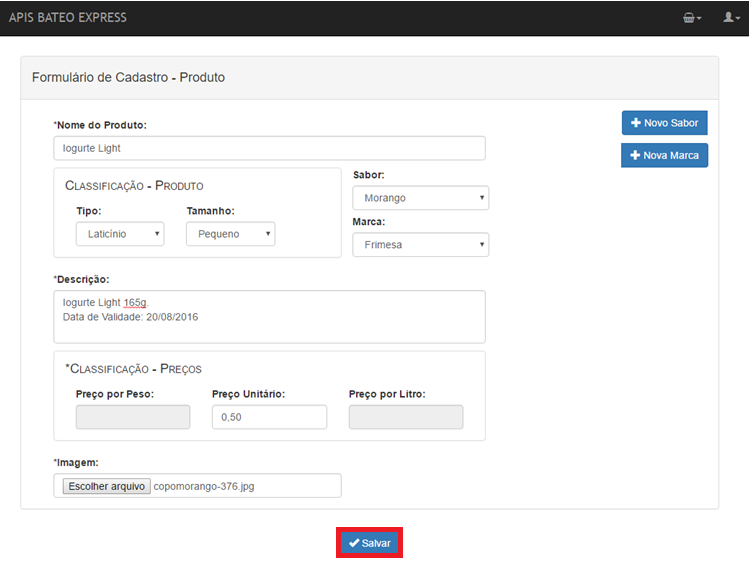 APIS BATEO EXPRESS
Formulário de Cadastro - Produto
*Nome do Produto:
Iogurte Light
+ Novo Sabor
+ Nova Marca
CLASSIFICAÇÃO - PRODUTO
Tipo: Tamanho:
Laticínio Pequeno
Sabor:
Morango
Marca:
Frimesa
*Descrição:
Iogurte Light 165g.
Data de Validade: 20/08/2016
*CLASSIFICAÇÃO - PREÇOS
Preço por Peso: Preço Unitário: Preço por Litro:
0,50
*Imagem:
Escolher arquivo copomorango-376.jpg
Salvar